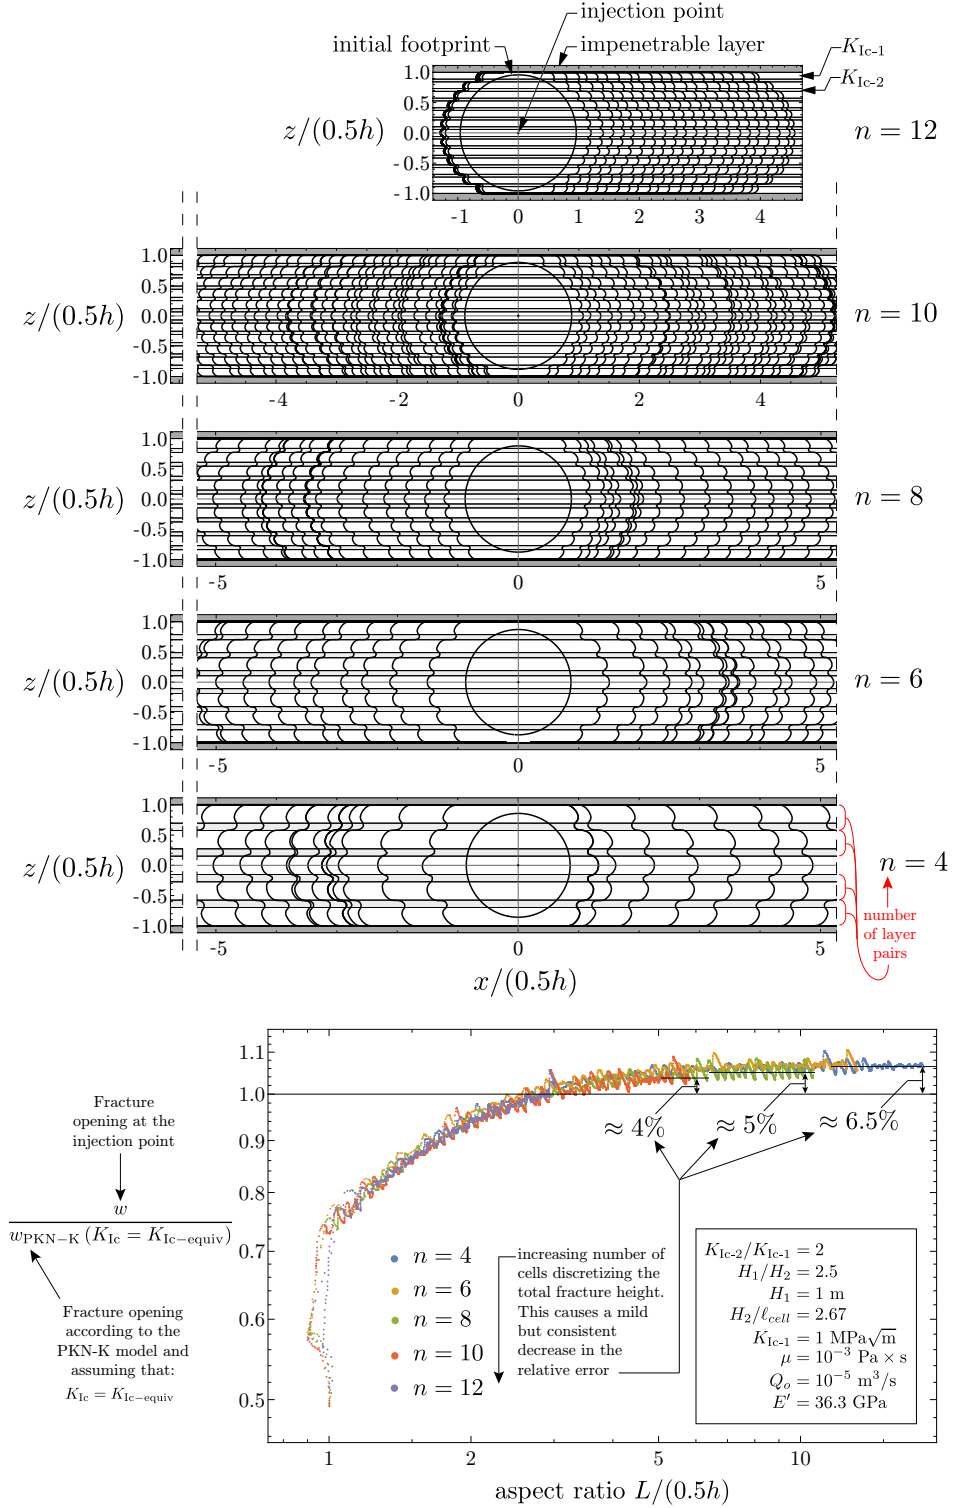 injection point
initial footprint
impenetrable layer
K_Ic-1
K_Ic-2
1.0
0.5
z/(0.5h)
0.0
-0.5
-1.0
n = 12
-1 0 1 2 3 4
1.0
0.5
z/(0.5h)
0.0
-0.5
-1.0
n = 10
-4 -2 0 2 4
1.0
0.5
z/(0.5h)
0.0
-0.5
-1.0
n = 8
-5 0 5
1.0
0.5
z/(0.5h)
0.0
-0.5
-1.0
n = 6
-5 0 5
1.0
0.5
z/(0.5h)
0.0
-0.5
-1.0
n = 4
number
of layer
pairs
-5 0 5
x/(0.5h)
1.1
1.0
0.9
0.8
0.7
0.6
0.5
Fracture
opening at the
injection point
w
w_PKN−K (K_Ic = K_Ic−equiv)
Fracture opening
according to the
PKN-K model and
assuming that:
K_Ic = K_Ic−equiv
≈ 4%
≈ 5%
≈ 6.5%
n = 4
n = 6
n = 8
n = 10
n = 12
increasing number of
cells discretizing the
total fracture height.
This causes a mild
but consistent
decrease in the
relative error
K_Ic-2/K_Ic-1 = 2
H_1/H_2 = 2.5
H_1 = 1 m
H_2/ℓ_cell = 2.67
K_Ic-1 = 1 MPa√m
μ = 10^−3 Pa × s
Q_o = 10^−5 m^3/s
E′ = 36.3 GPa
1 2 5 10
aspect ratio L/(0.5h)